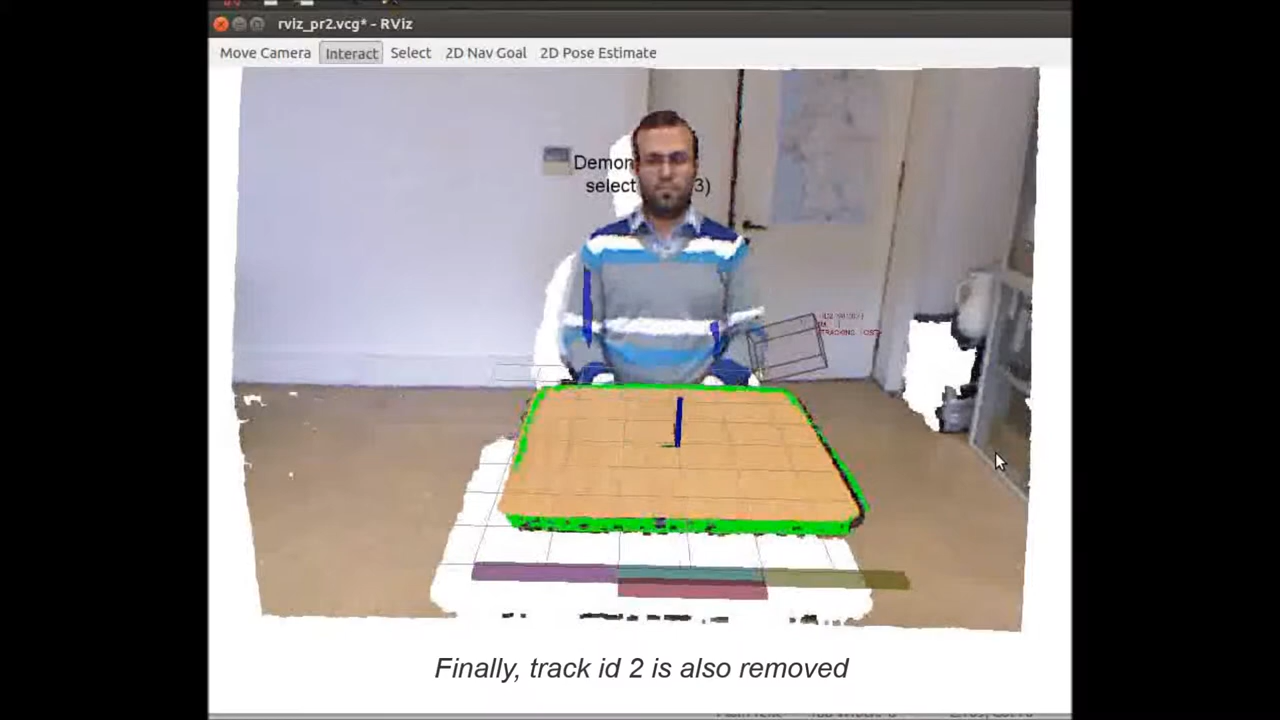 rviz_pr2.vcg* - RViz
Move Camera Interact Select 2D Nav Goal 2D Pose Estimate
Demon
select 3)
Finally, track id 2 is also removed